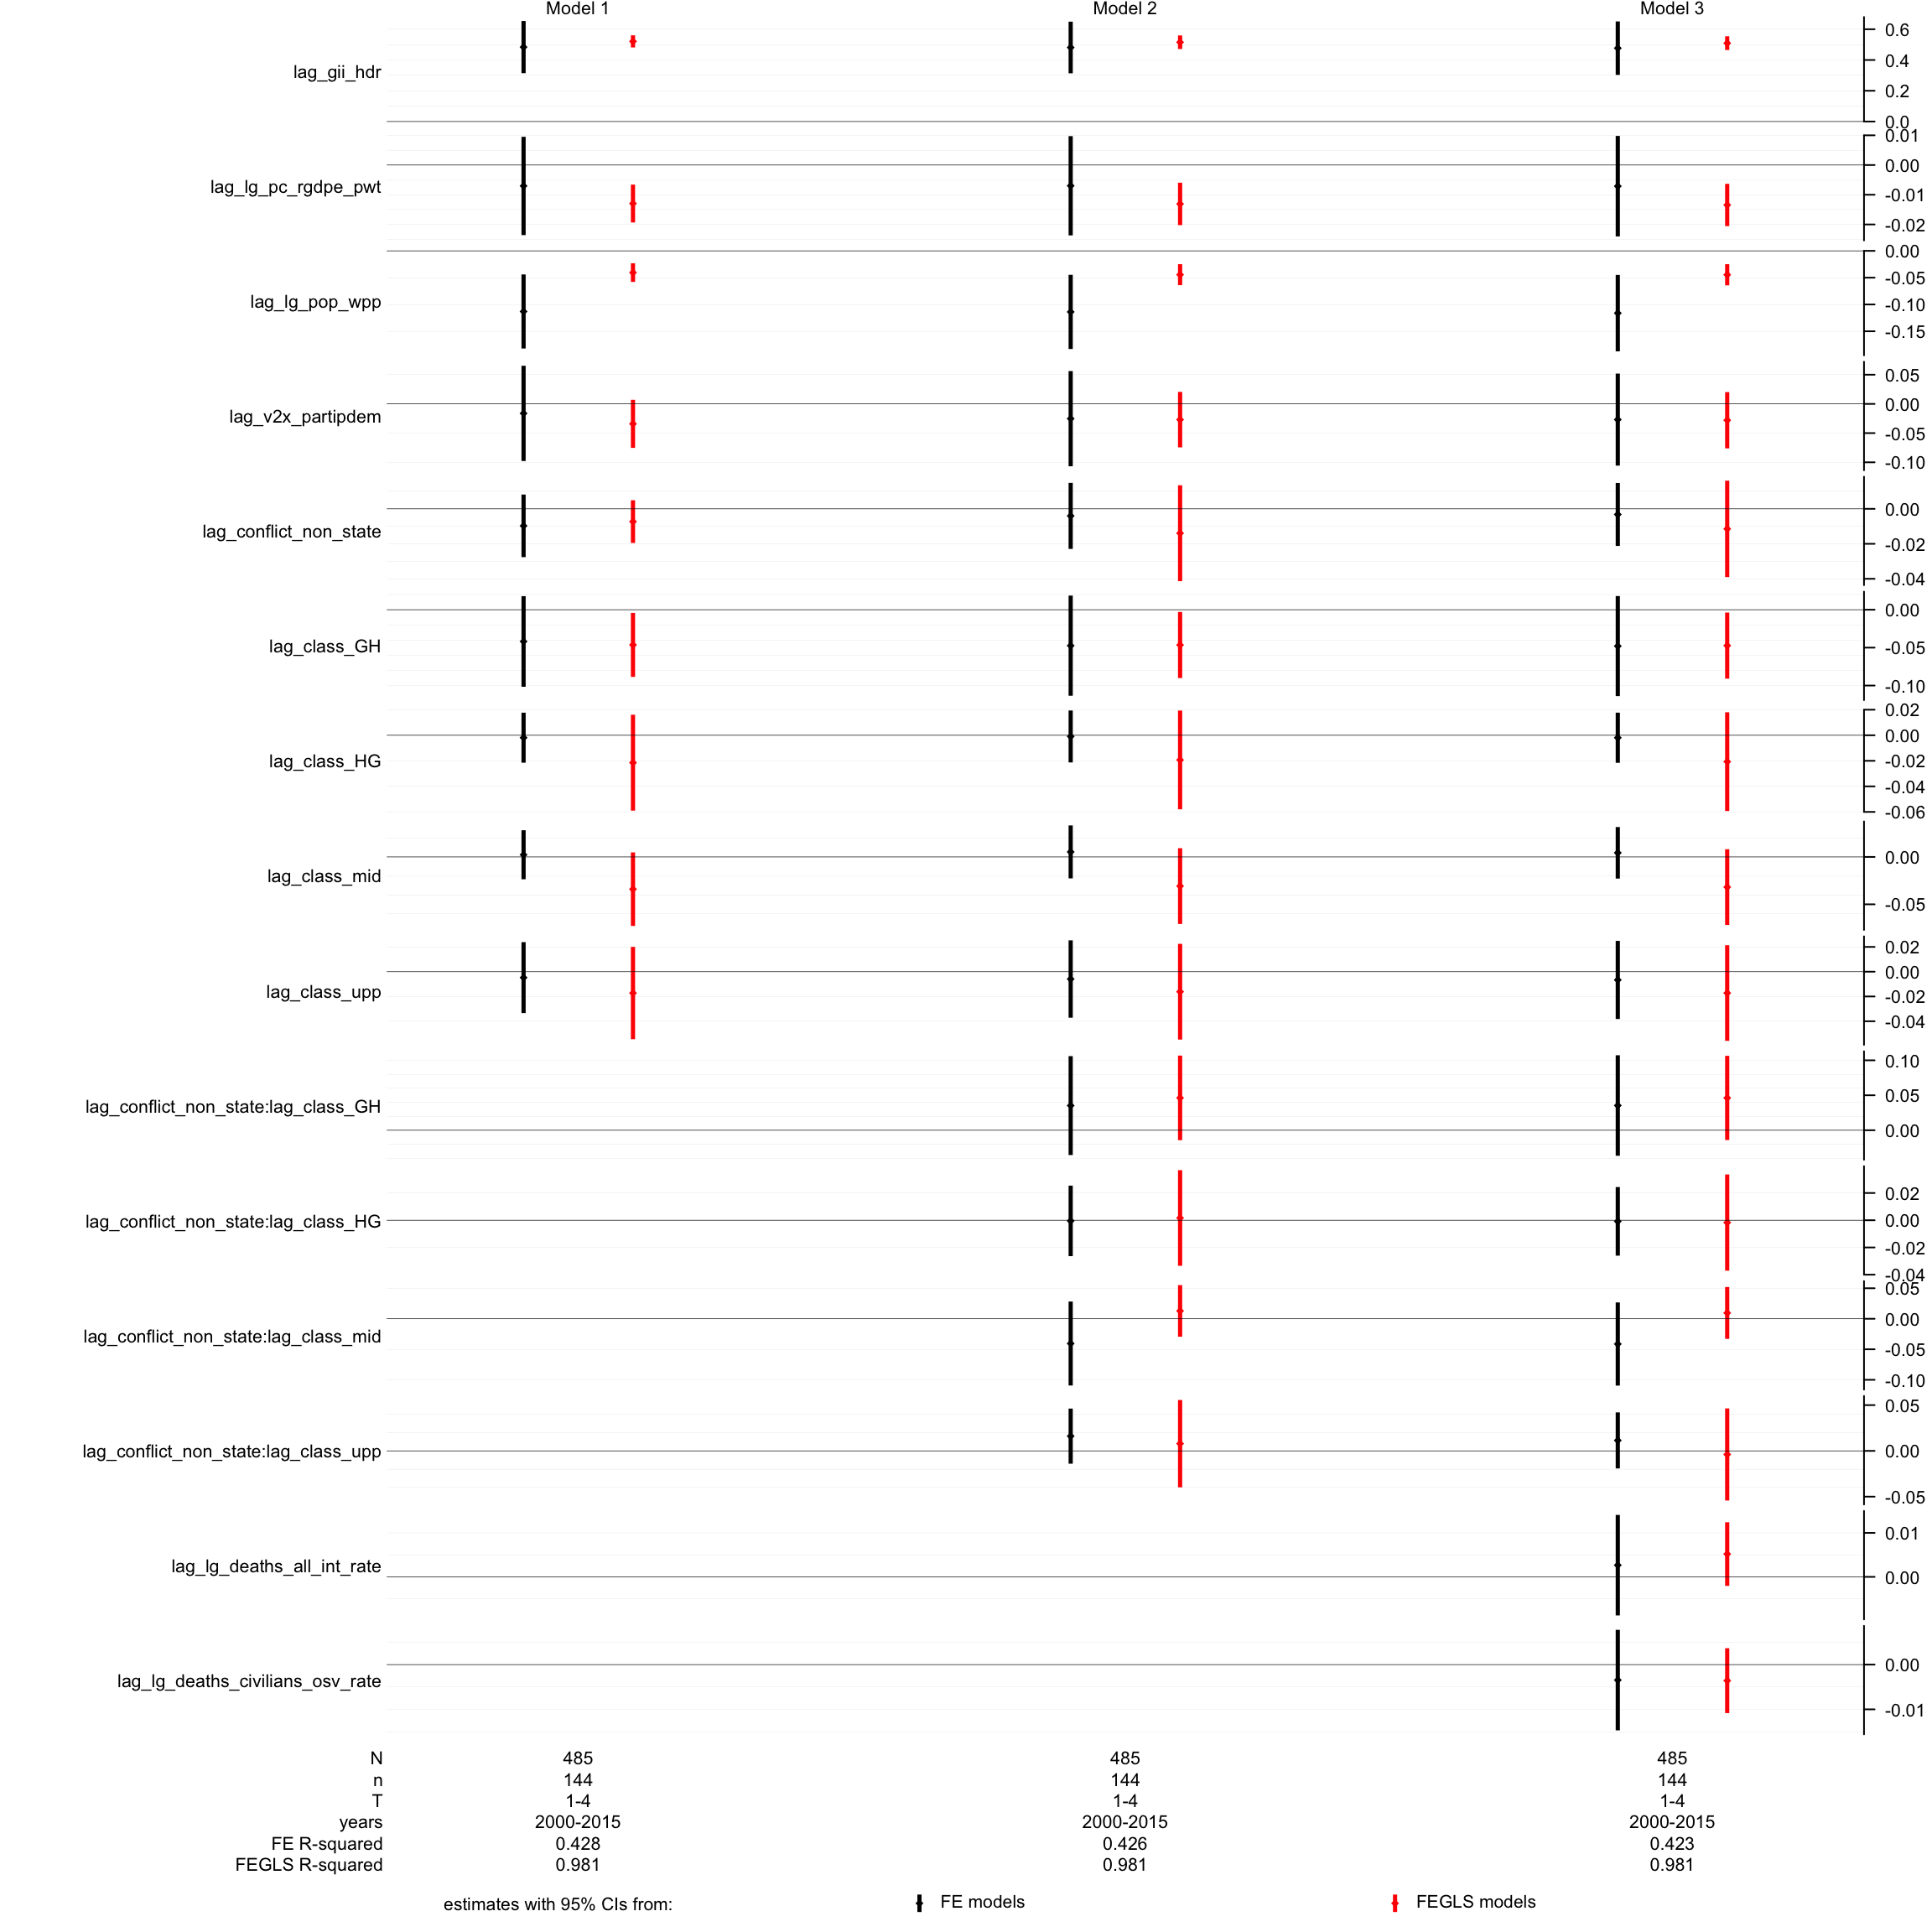 Model 1 Model 2 Model 3
lag_gii_hdr
0.6
0.4
0.2
0.0
lag_lg_pc_rgdpe_pwt
0.01
0.00
-0.01
-0.02
lag_lg_pop_wpp
0.00
-0.05
-0.10
-0.15
lag_v2x_partipdem
0.05
0.00
-0.05
-0.10
lag_conflict_non_state
0.00
-0.02
-0.04
lag_class_GH
0.00
-0.05
-0.10
lag_class_HG
0.02
0.00
-0.02
-0.04
-0.06
lag_class_mid
0.00
-0.05
lag_class_upp
0.02
0.00
-0.02
-0.04
lag_conflict_non_state:lag_class_GH
0.10
0.05
0.00
lag_conflict_non_state:lag_class_HG
0.02
0.00
-0.02
-0.04
lag_conflict_non_state:lag_class_mid
0.05
0.00
-0.05
-0.10
lag_conflict_non_state:lag_class_upp
0.05
0.00
-0.05
lag_lg_deaths_all_int_rate
0.01
0.00
lag_lg_deaths_civilians_osv_rate
0.00
-0.01
N 485 485 485
n 144 144 144
T 1-4 1-4 1-4
years 2000-2015 2000-2015 2000-2015
FE R-squared 0.428 0.426 0.423
FEGLS R-squared 0.981 0.981 0.981
estimates with 95% CIs from: FE models FEGLS models